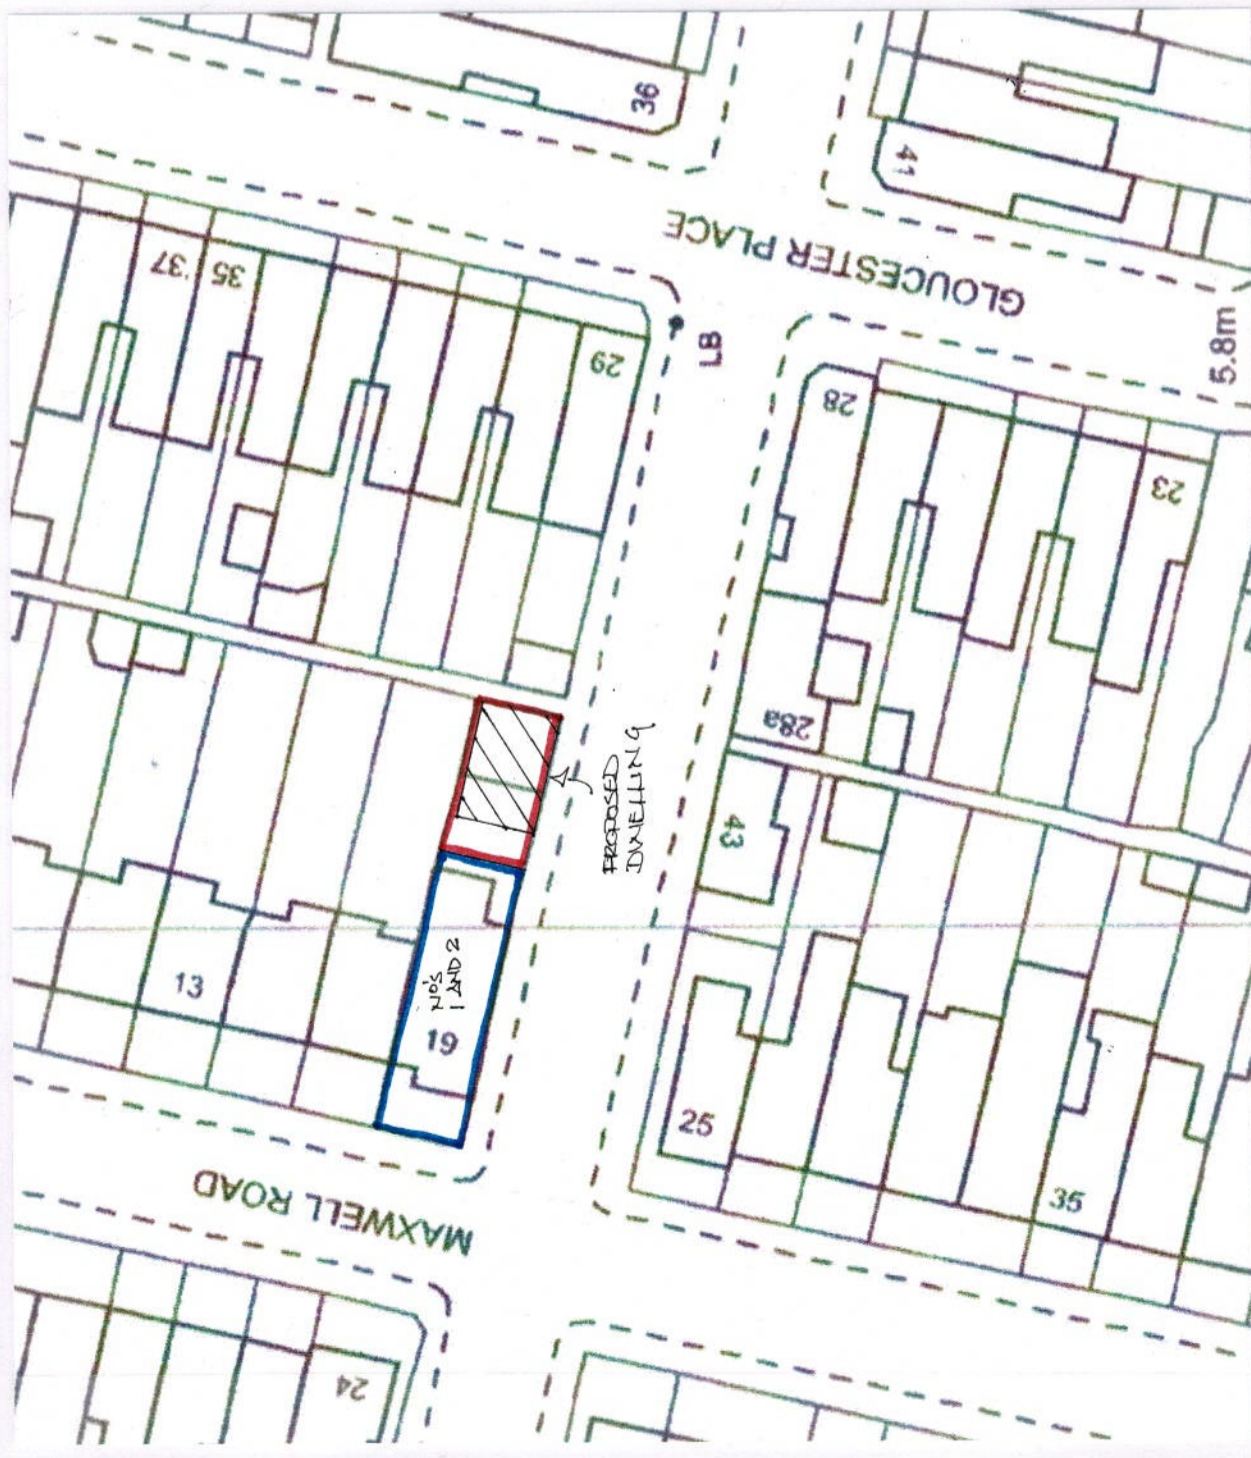 36
41
GLOUCESTER PLACE
37
35
29
LB
5.8m
28
23
28a
PROPOSED
DWELLING
43
13
NO'S
1 AND 2
19
25
35
MAXWELL ROAD
24